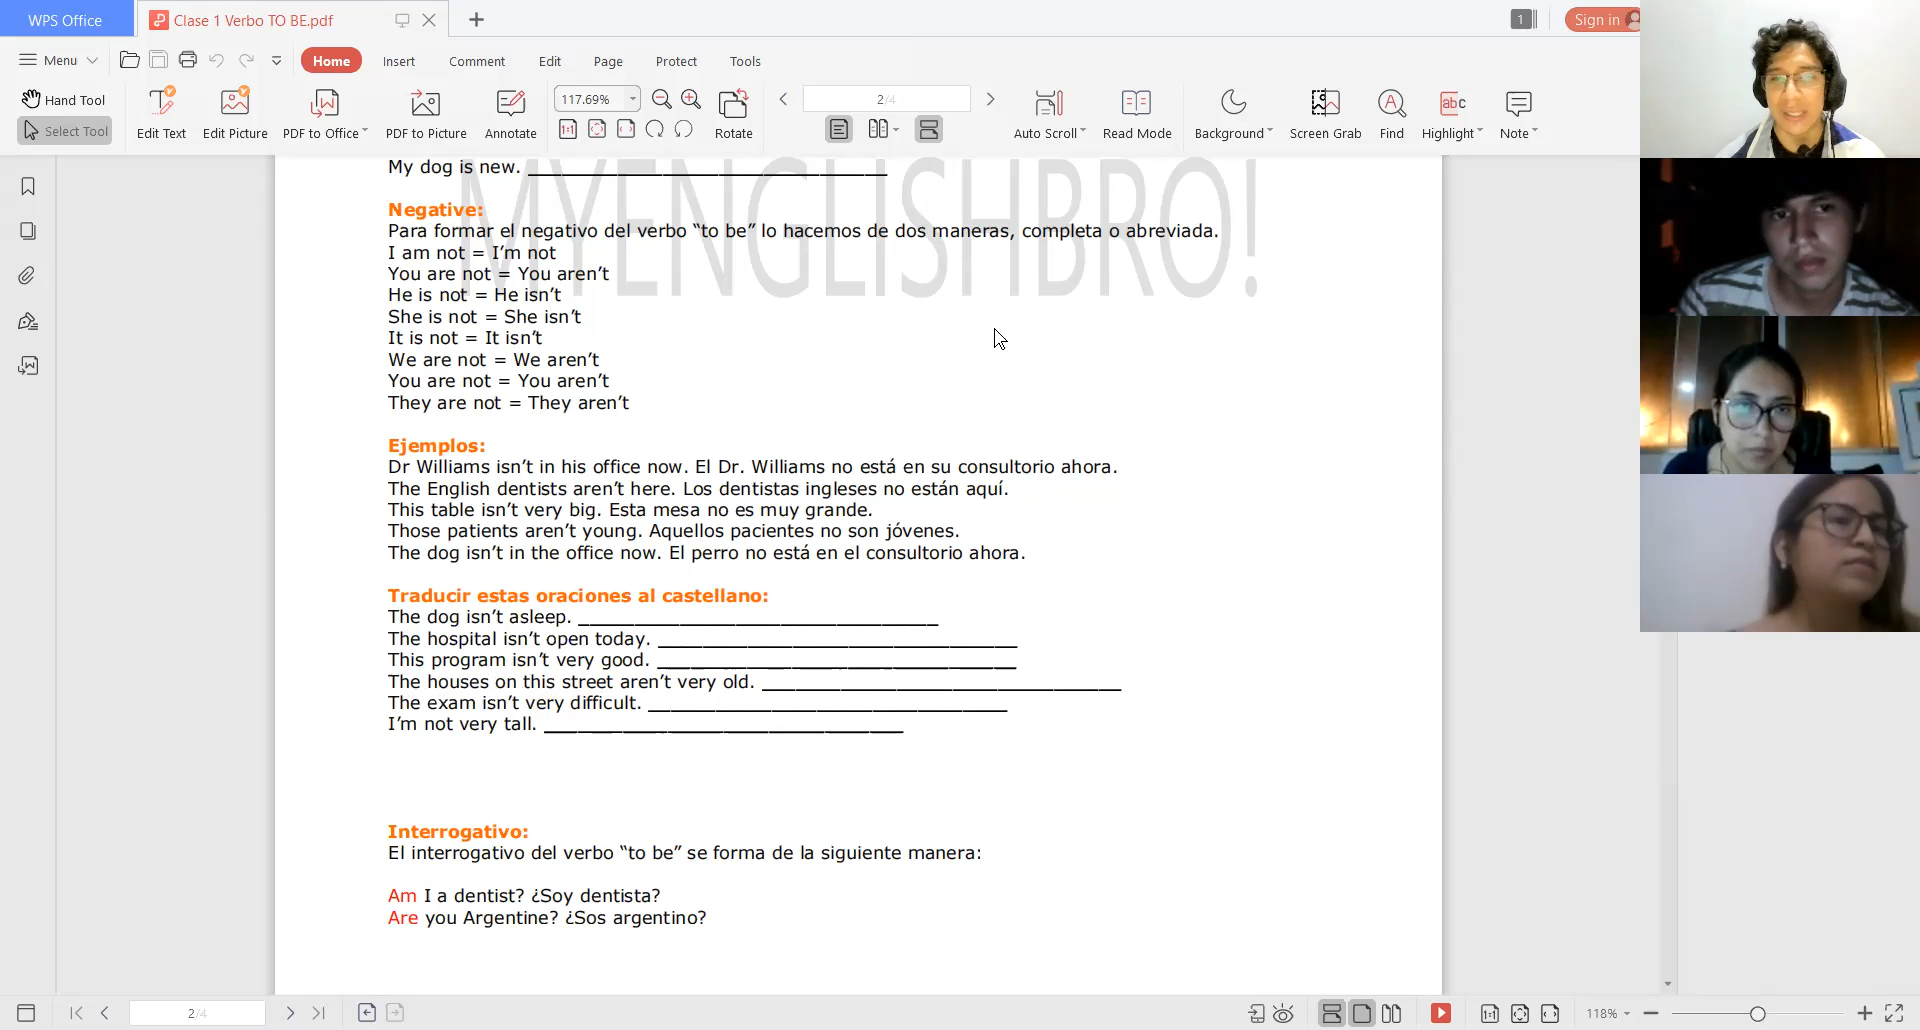 WPS Office
Clase 1 Verbo TO BE.pdf
1
Sign in
Menu
Home
Insert
Comment
Edit
Page
Protect
Tools
Hand Tool
Select Tool
Edit Text
Edit Picture
PDF to Office
PDF to Picture
Annotate
117.69%
Rotate
2/4
Auto Scroll
Read Mode
Background
Screen Grab
Find
Highlight
Note
MYENGLISHBRO!
My dog is new. ________________________________
Negative:
Para formar el negativo del verbo “to be” lo hacemos de dos maneras, completa o abreviada.
I am not = I’m not
You are not = You aren’t
He is not = He isn’t
She is not = She isn’t
It is not = It isn’t
We are not = We aren’t
You are not = You aren’t
They are not = They aren’t
Ejemplos:
Dr Williams isn’t in his office now. El Dr. Williams no está en su consultorio ahora.
The English dentists aren’t here. Los dentistas ingleses no están aquí.
This table isn’t very big. Esta mesa no es muy grande.
Those patients aren’t young. Aquellos pacientes no son jóvenes.
The dog isn’t in the office now. El perro no está en el consultorio ahora.
Traducir estas oraciones al castellano:
The dog isn’t asleep. ________________________________
The hospital isn’t open today. ________________________________
This program isn’t very good. ________________________________
The houses on this street aren’t very old. ________________________________
The exam isn’t very difficult. ________________________________
I’m not very tall. ________________________________
Interrogativo:
El interrogativo del verbo “to be” se forma de la siguiente manera:
Am I a dentist? ¿Soy dentista?
Are you Argentine? ¿Sos argentino?
2/4
118%